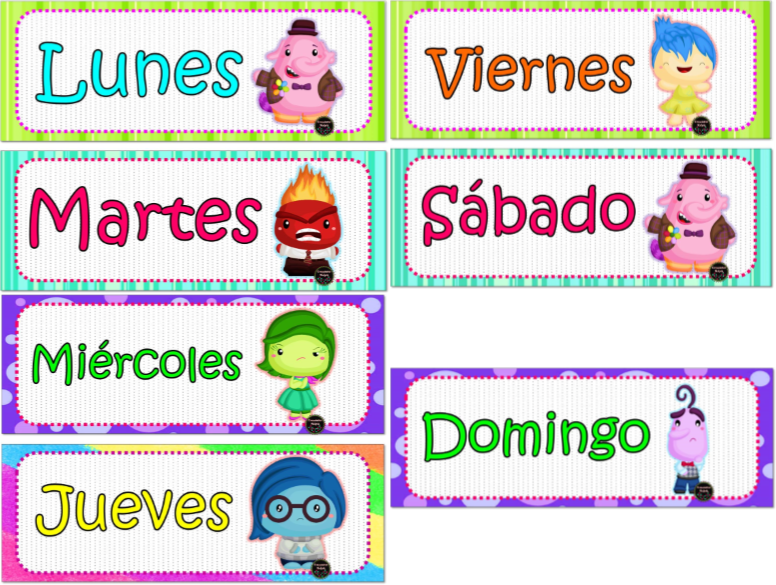 Lunes
Martes
Miércoles
Jueves
Viernes
Sábado
Domingo